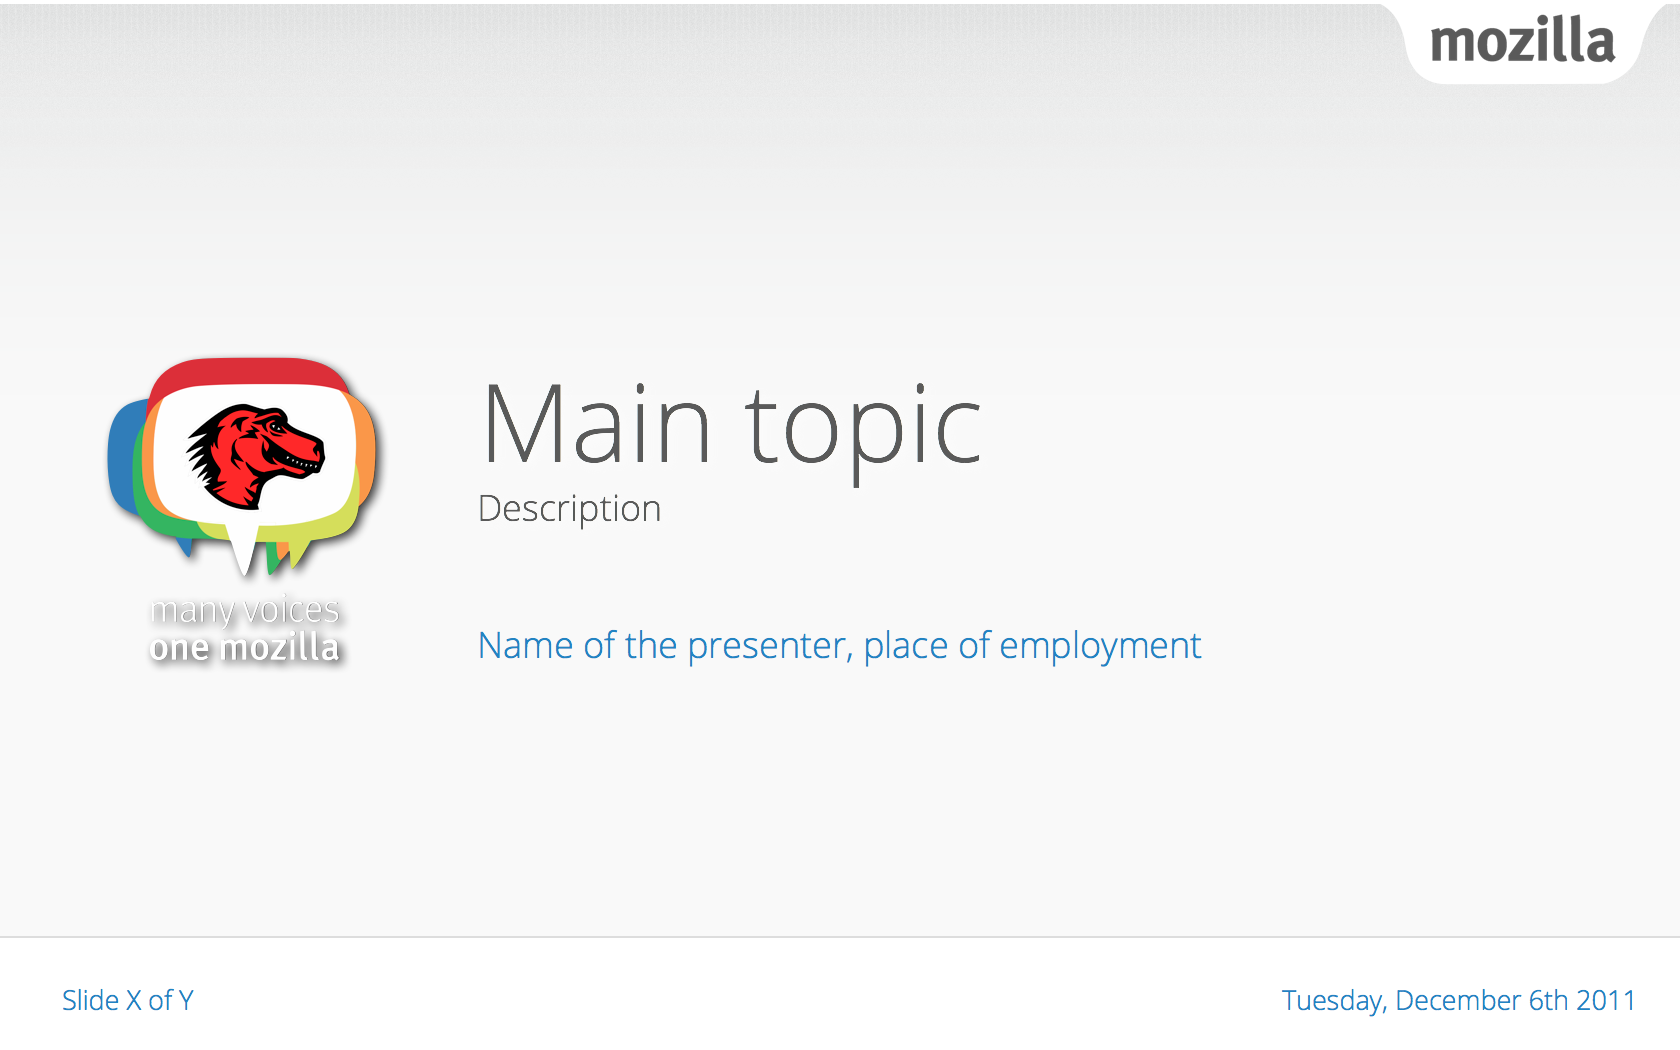 mozilla
Main topic
Description
many voices
one mozilla
Name of the presenter, place of employment
Slide X of Y
Tuesday, December 6th 2011